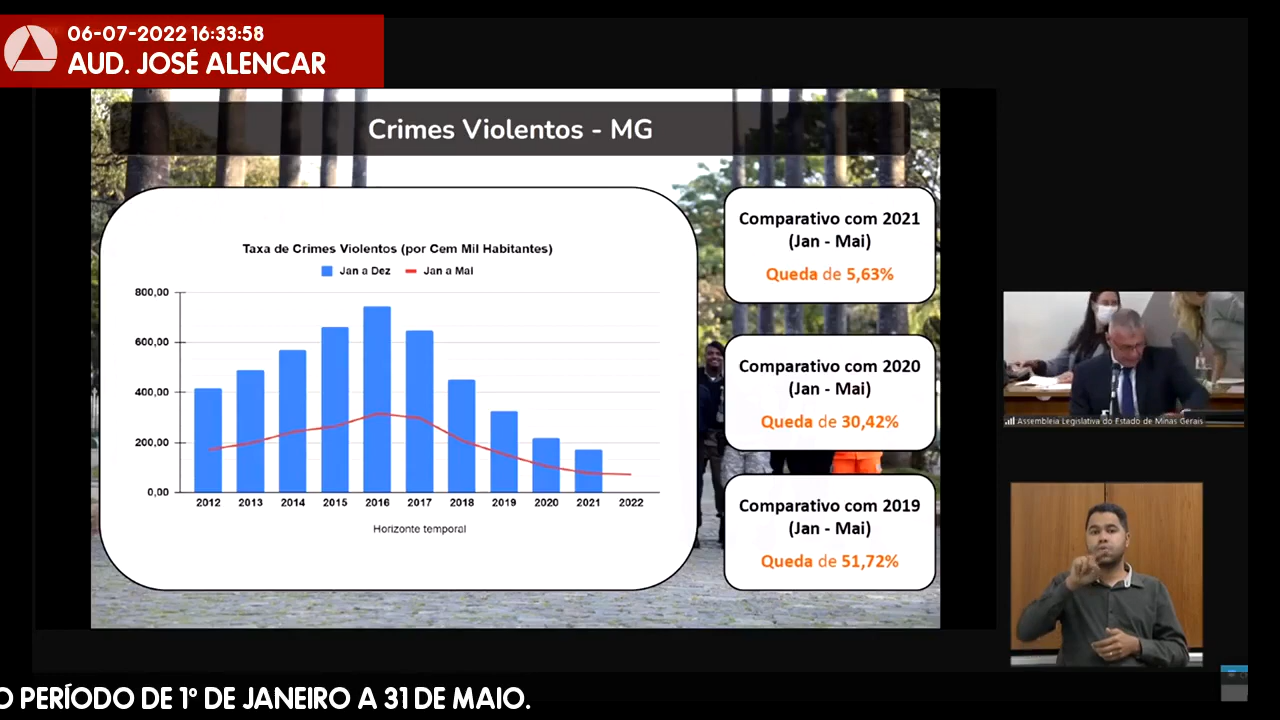 06-07-2022 16:33:58
AUD. JOSÉ ALENCAR
Crimes Violentos - MG
Taxa de Crimes Violentos (por Cem Mil Habitantes)
Jan a Dez
Jan a Mai
800,00
600,00
400,00
200,00
0,00
2012 2013 2014 2015 2016 2017 2018 2019 2020 2021 2022
Horizonte temporal
Comparativo com 2021
(Jan - Mai)
Queda de 5,63%
Comparativo com 2020
(Jan - Mai)
Queda de 30,42%
Comparativo com 2019
(Jan - Mai)
Queda de 51,72%
Assembleia Legislativa do Estado de Minas Gerais
O PERÍODO DE 1º DE JANEIRO A 31 DE MAIO.